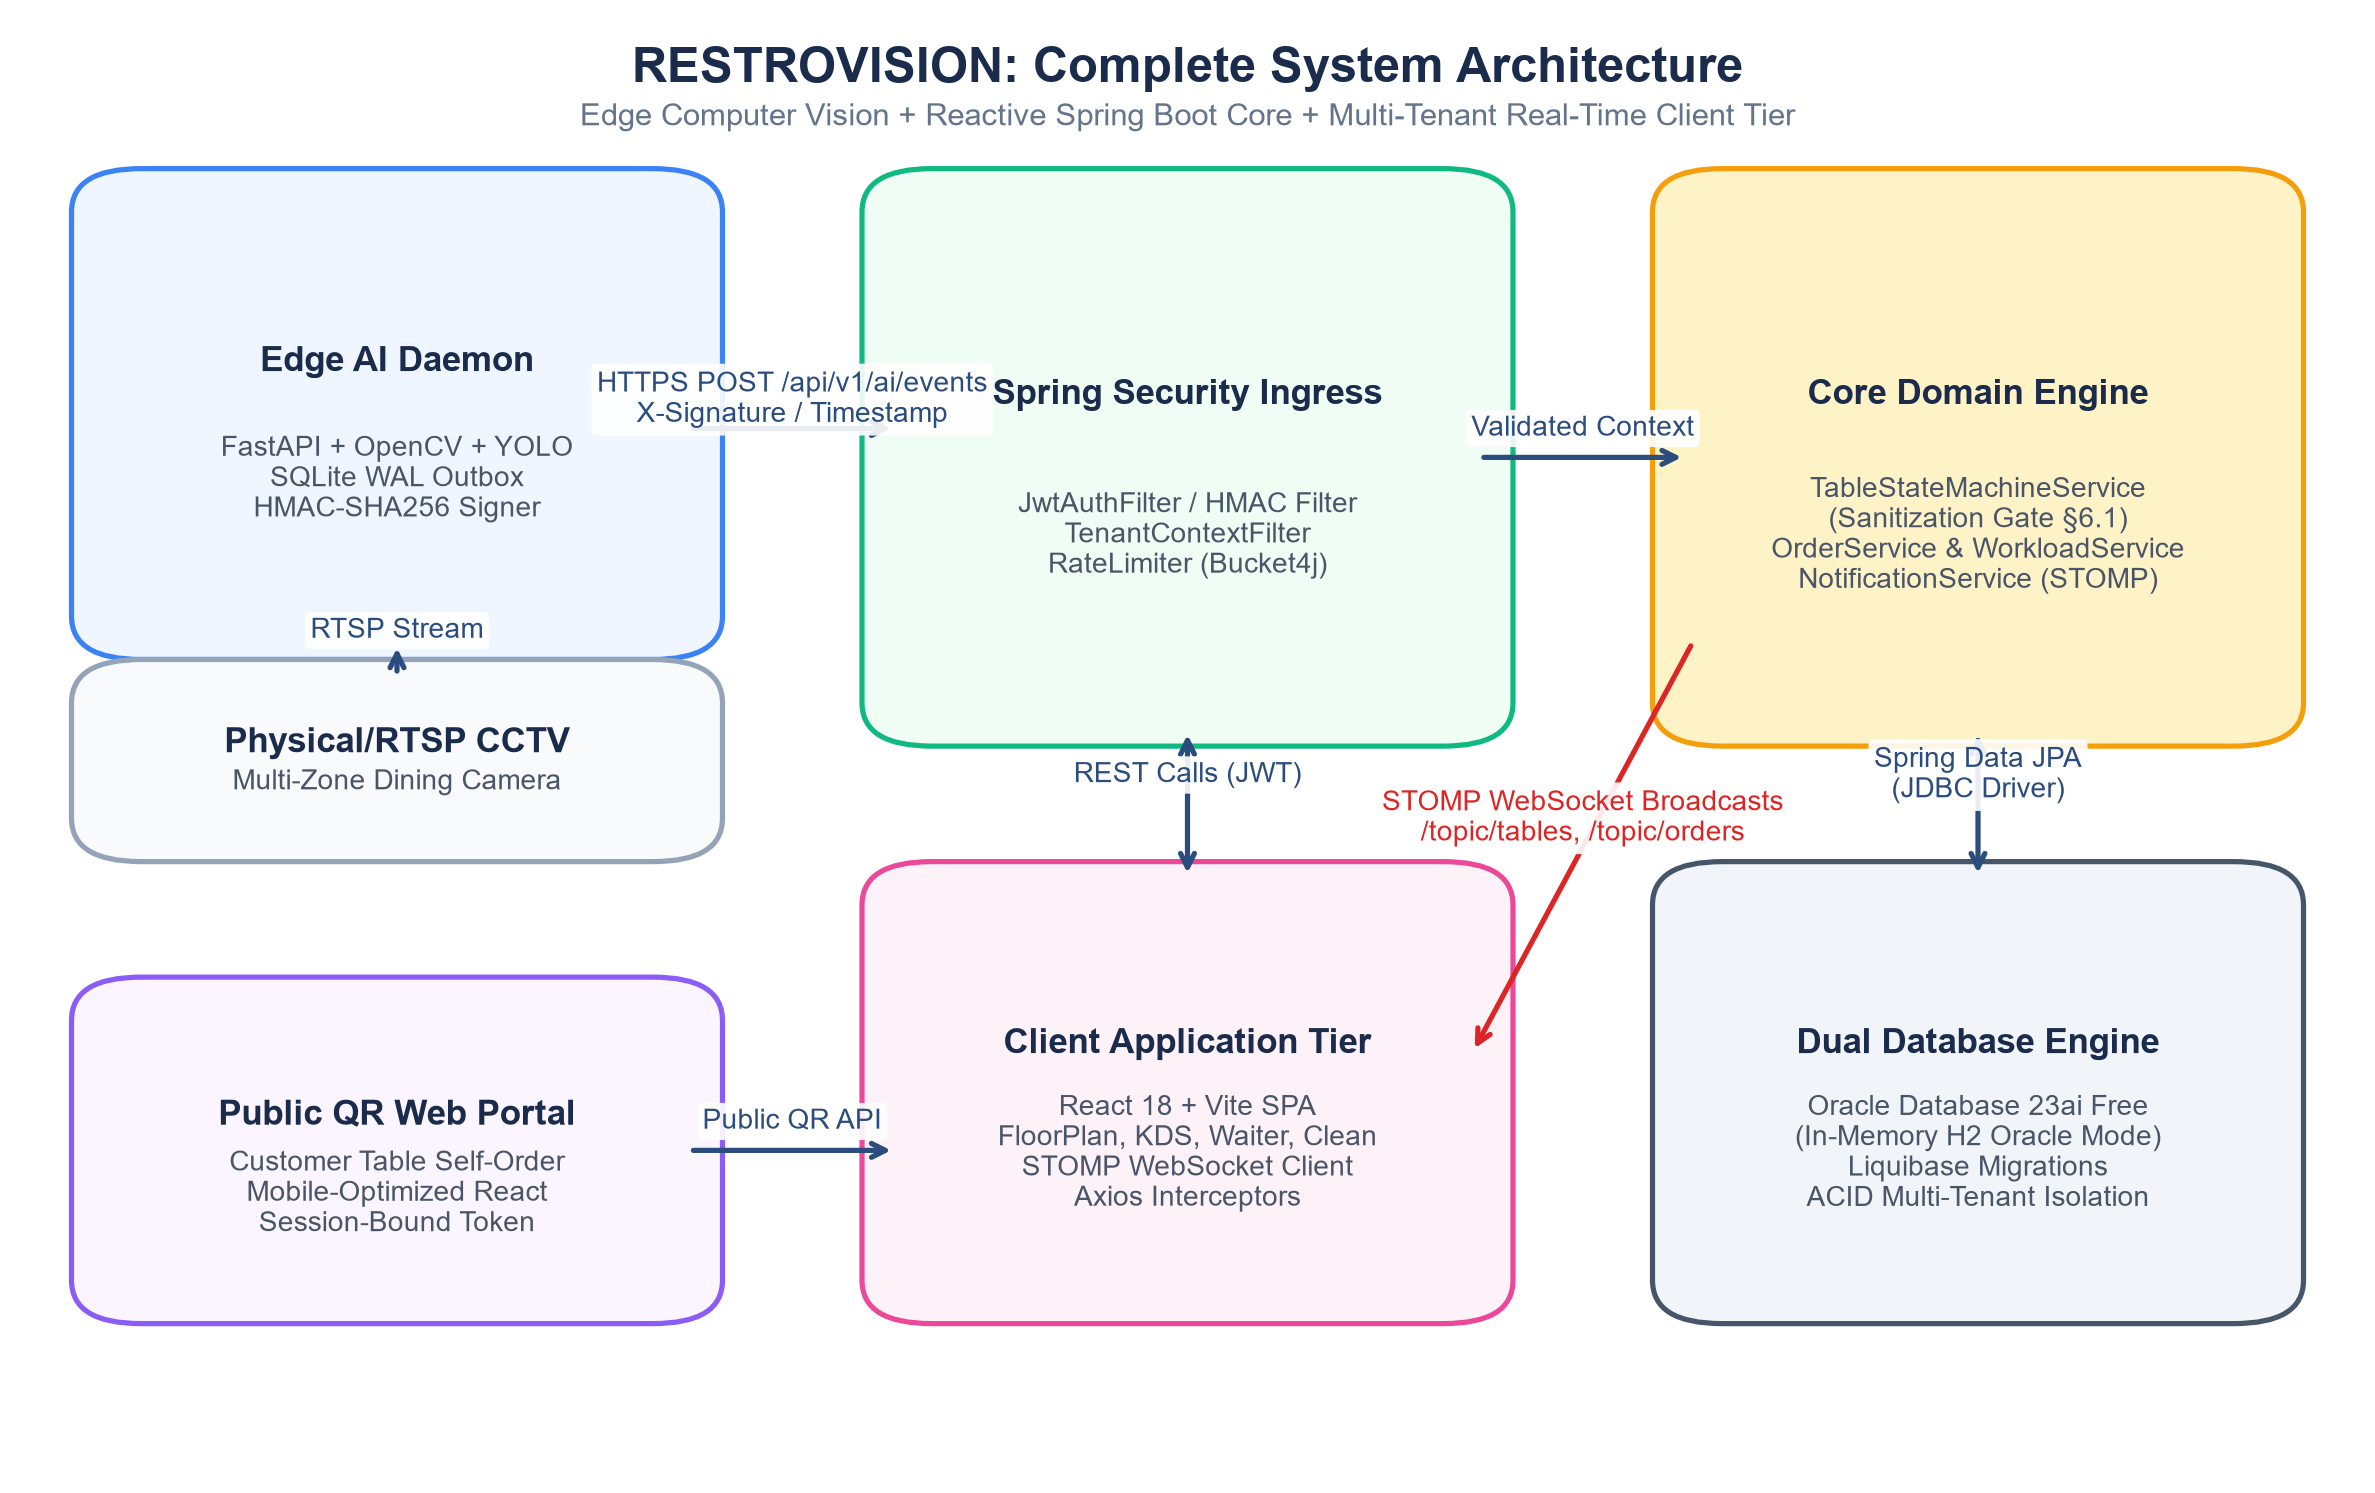 RESTROVISION: Complete System Architecture
Edge Computer Vision + Reactive Spring Boot Core + Multi-Tenant Real-Time Client Tier
Edge AI Daemon
FastAPI + OpenCV + YOLO
SQLite WAL Outbox
HMAC-SHA256 Signer
HTTPS POST /api/v1/ai/events
X-Signature / Timestamp
Spring Security Ingress
JwtAuthFilter / HMAC Filter
TenantContextFilter
RateLimiter (Bucket4j)
Validated Context
Core Domain Engine
TableStateMachineService
(Sanitization Gate §6.1)
OrderService & WorkloadService
NotificationService (STOMP)
RTSP Stream
Physical/RTSP CCTV
Multi-Zone Dining Camera
REST Calls (JWT)
STOMP WebSocket Broadcasts
/topic/tables, /topic/orders
Spring Data JPA
(JDBC Driver)
Public QR Web Portal
Customer Table Self-Order
Mobile-Optimized React
Session-Bound Token
Public QR API
Client Application Tier
React 18 + Vite SPA
FloorPlan, KDS, Waiter, Clean
STOMP WebSocket Client
Axios Interceptors
Dual Database Engine
Oracle Database 23ai Free
(In-Memory H2 Oracle Mode)
Liquibase Migrations
ACID Multi-Tenant Isolation